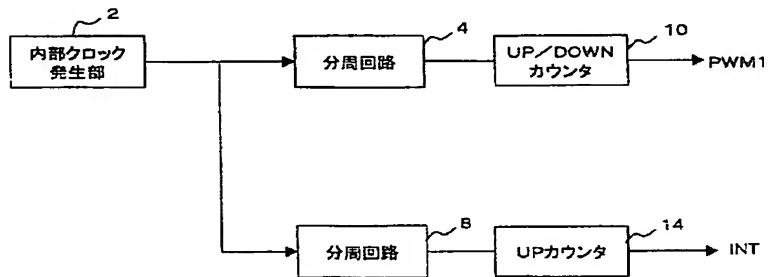 2
内部クロック
発生部
4
分周回路
10
UP/DOWN
カウンタ
PWM1
8
分周回路
14
UPカウンタ
INT